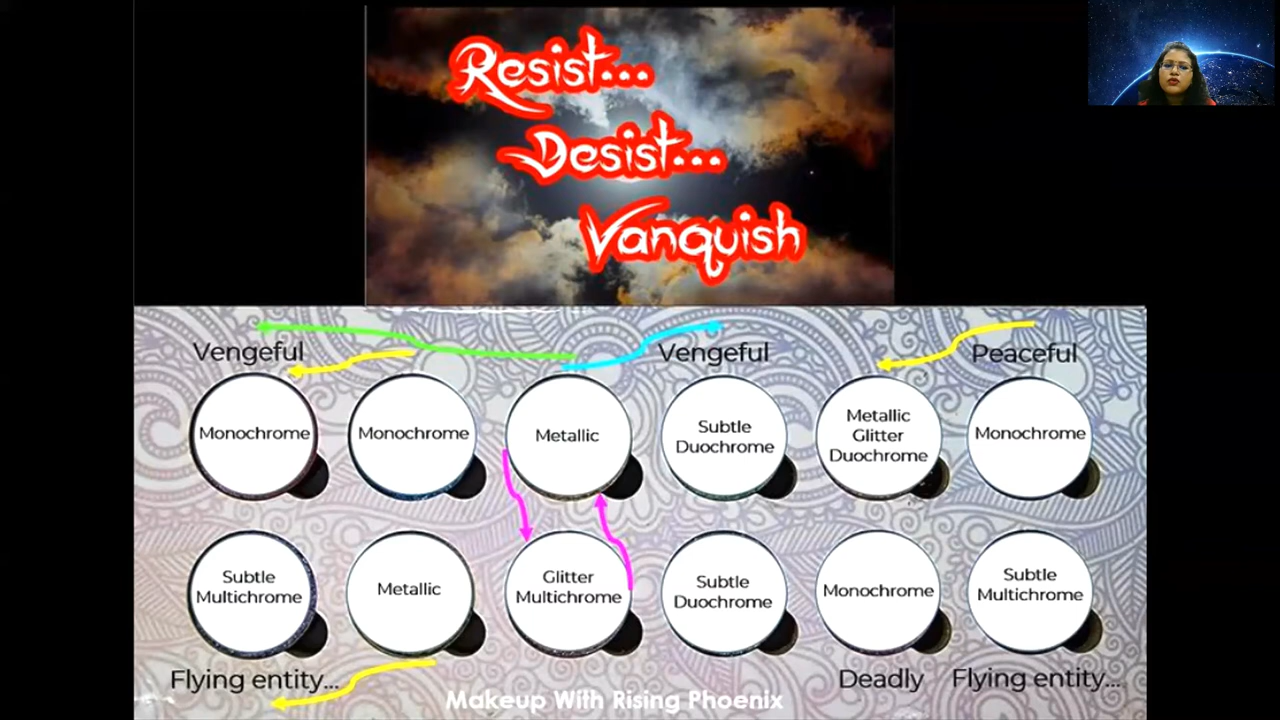 Resist...
Desist...
Vanquish
Vengeful
Vengeful
Peaceful
Monochrome
Monochrome
Metallic
Subtle
Duochrome
Metallic
Glitter
Duochrome
Monochrome
Subtle
Multichrome
Metallic
Glitter
Multichrome
Subtle
Duochrome
Monochrome
Subtle
Multichrome
Flying entity...
Deadly
Flying entity...
Makeup With Rising Phoenix